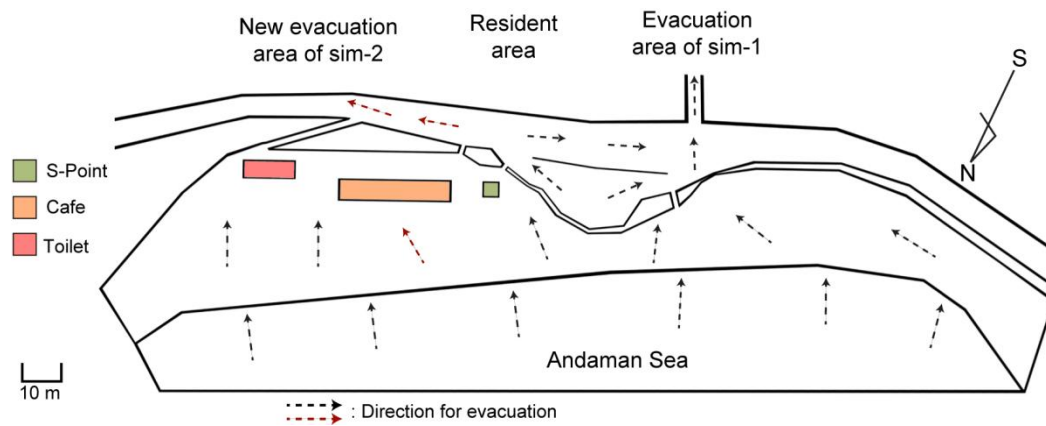 New evacuation
area of sim-2
Resident
area
Evacuation
area of sim-1
S
N
S-Point
Cafe
Toilet
Andaman Sea
10 m
: Direction for evacuation